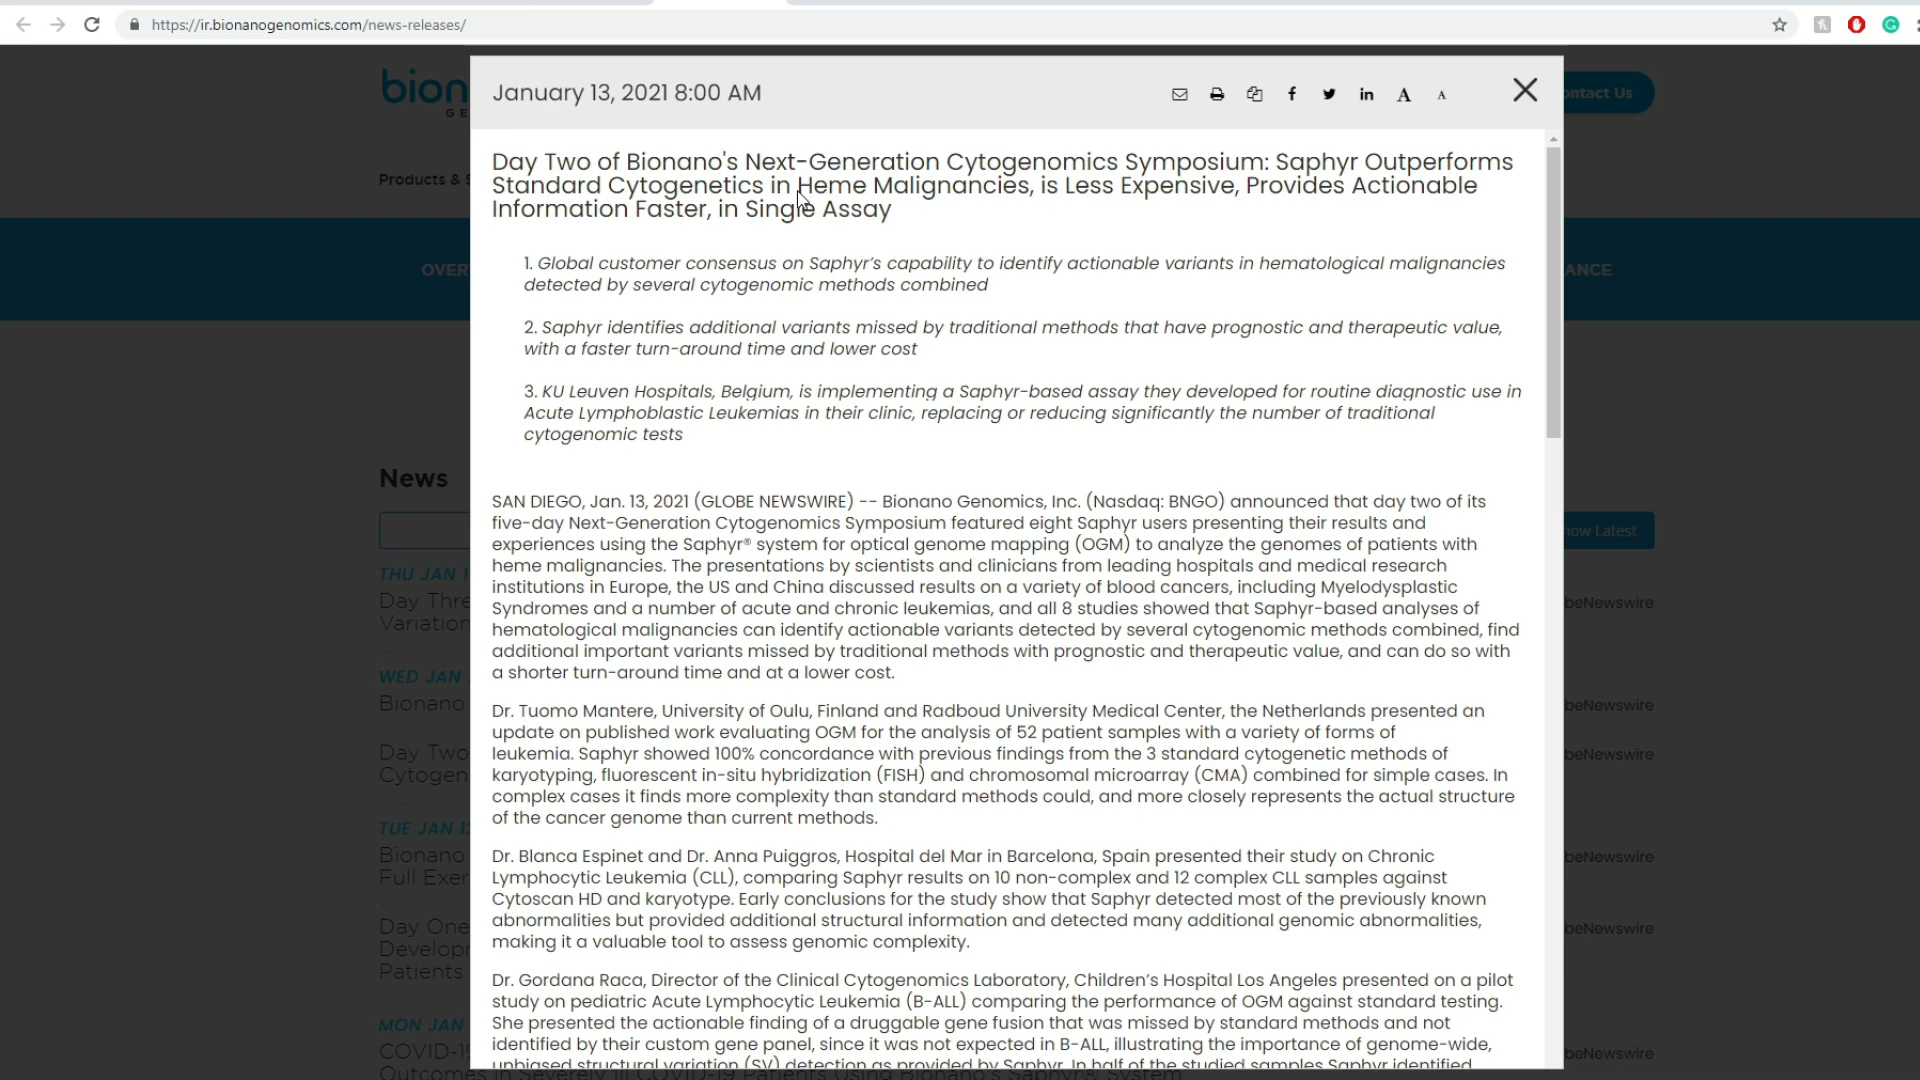 https://ir.bionanogenomics.com/news-releases/
bion
G E
ntact Us
Products &
OVER
ANCE
January 13, 2021 8:00 AM
A A
Day Two of Bionano's Next-Generation Cytogenomics Symposium: Saphyr Outperforms
Standard Cytogenetics in Heme Malignancies, is Less Expensive, Provides Actionable
Information Faster, in Single Assay
1. Global customer consensus on Saphyr's capability to identify actionable variants in hematological malignancies
detected by several cytogenomic methods combined
2. Saphyr identifies additional variants missed by traditional methods that have prognostic and therapeutic value,
with a faster turn-around time and lower cost
3. KU Leuven Hospitals, Belgium, is implementing a Saphyr-based assay they developed for routine diagnostic use in
Acute Lymphoblastic Leukemias in their clinic, replacing or reducing significantly the number of traditional
cytogenomic tests
SAN DIEGO, Jan. 13, 2021 (GLOBE NEWSWIRE) -- Bionano Genomics, Inc. (Nasdaq: BNGO) announced that day two of its
five-day Next-Generation Cytogenomics Symposium featured eight Saphyr users presenting their results and
experiences using the Saphyr® system for optical genome mapping (OGM) to analyze the genomes of patients with
heme malignancies. The presentations by scientists and clinicians from leading hospitals and medical research
institutions in Europe, the US and China discussed results on a variety of blood cancers, including Myelodysplastic
Syndromes and a number of acute and chronic leukemias, and all 8 studies showed that Saphyr-based analyses of
hematological malignancies can identify actionable variants detected by several cytogenomic methods combined, find
additional important variants missed by traditional methods with prognostic and therapeutic value, and can do so with
a shorter turn-around time and at a lower cost.
Dr. Tuomo Mantere, University of Oulu, Finland and Radboud University Medical Center, the Netherlands presented an
update on published work evaluating OGM for the analysis of 52 patient samples with a variety of forms of
leukemia. Saphyr showed 100% concordance with previous findings from the 3 standard cytogenetic methods of
karyotyping, fluorescent in-situ hybridization (FISH) and chromosomal microarray (CMA) combined for simple cases. In
complex cases it finds more complexity than standard methods could, and more closely represents the actual structure
of the cancer genome than current methods.
Dr. Blanca Espinet and Dr. Anna Puiggros, Hospital del Mar in Barcelona, Spain presented their study on Chronic
Lymphocytic Leukemia (CLL), comparing Saphyr results on 10 non-complex and 12 complex CLL samples against
Cytoscan HD and karyotype. Early conclusions for the study show that Saphyr detected most of the previously known
abnormalities but provided additional structural information and detected many additional genomic abnormalities,
making it a valuable tool to assess genomic complexity.
Dr. Gordana Raca, Director of the Clinical Cytogenomics Laboratory, Children's Hospital Los Angeles presented on a pilot
study on pediatric Acute Lymphocytic Leukemia (B-ALL) comparing the performance of OGM against standard testing.
She presented the actionable finding of a druggable gene fusion that was missed by standard methods and not
identified by their custom gene panel, since it was not expected in B-ALL, illustrating the importance of genome-wide,
unbiased structural variation (SV) detection as provided by Saphyr. In half of the studied samples Saphyr identified
News
ow Latest
THU JAN 1
Day Thre
Variation
beNewswire
WED JAN
Bionano
beNewswire
Day Two
Cytogen
beNewswire
TUE JAN 12
Bionano
Full Exer
beNewswire
Day One
Developr
Patients
beNewswire
MON JAN
COVID-19
beNewswire
Outcomes in Severely Ill COVID-19 Patients Using Bionano's Saphyr® System